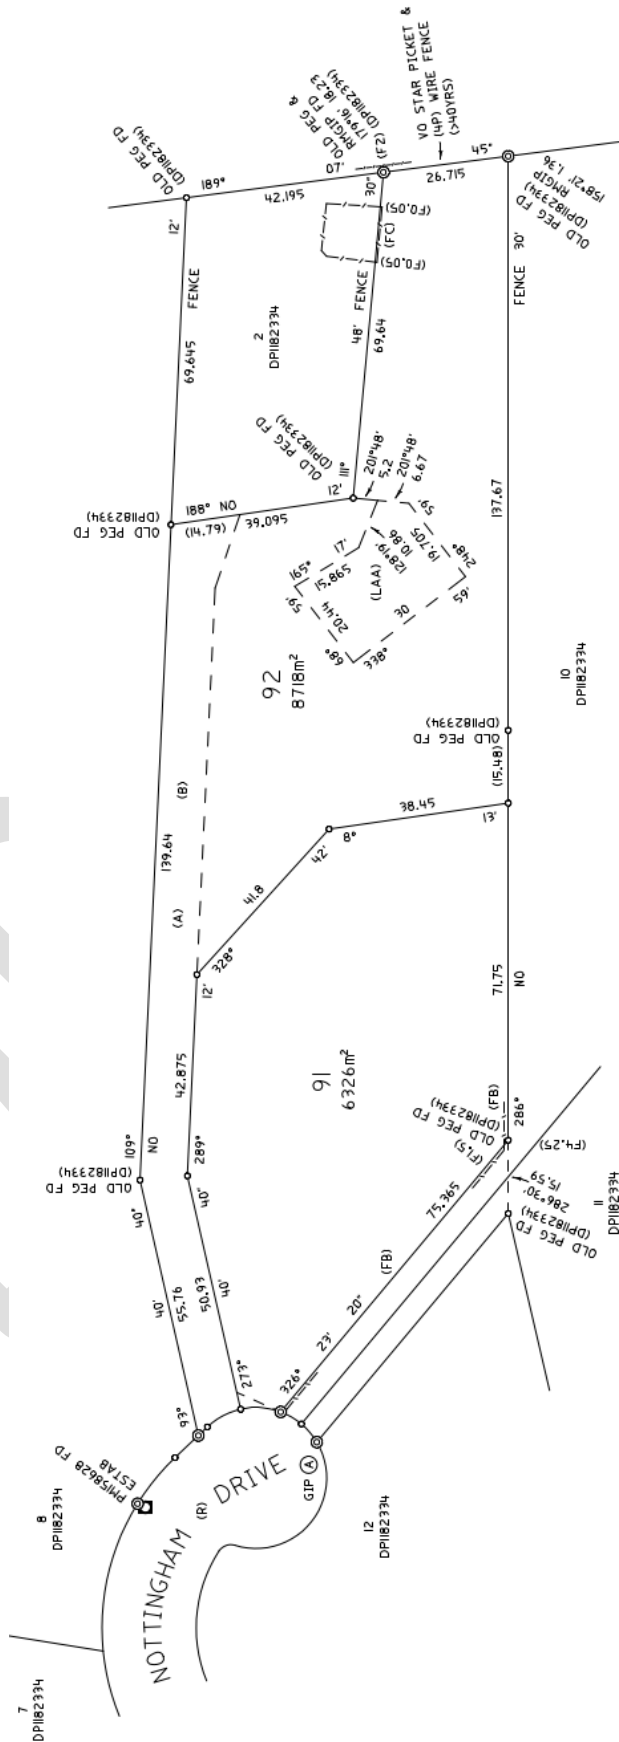 VO STAR PICKET &
(4P) WIRE FENCE
(>40YRS)
OLD PEG &
RMGIP FD
179°16' 18.23
(DP1182334)
OLD PEG FD
(DP1182334)
189°
07'
(F2)
45°
12'
42.195
30"
26.715
OLD PEG FD
(DP1182334)
RMGIP
158°21' 1.36
(F0.05)
(FC)
(F0.05)
FENCE
30'
FENCE
69.645
2
DP1182334
48'
FENCE
69.64
OLD PEG FD
(DP1182334)
111°
12'
201°48'
5.2
201°48'
6.67
188°
NO
(14.79)
39.095
OLD PEG FD
(DP1182334)
137.67
165°
17'
15.865
128°19'
10.86
59'
19.705
248°
(LAA)
59'
20.44
68°
30
338°
59'
92
8718m²
10
DP1182334
OLD PEG FD
(DP1182334)
(15.48)
(B)
139.64
(A)
38.45
13'
8°
42'
41.8
328°
12'
42.875
71.75
NO
91
6326m²
109°
NO
289°
OLD PEG FD
(DP1182334)
40"
40"
(FB)
286°
OLD PEG FD
(DP1182334)
(F1.5)
(F4.25)
286°30'
15.59
OLD PEG FD
(DP1182334)
11
DP1182334
75.365
(FB)
20"
23'
326°
40'
55.76
50.93
40'
93°
273°
PM158628 FD
ESTAB
NOTTINGHAM (R) DRIVE
GIP (A)
8
DP1182334
12
DP1182334
7
DP1182334